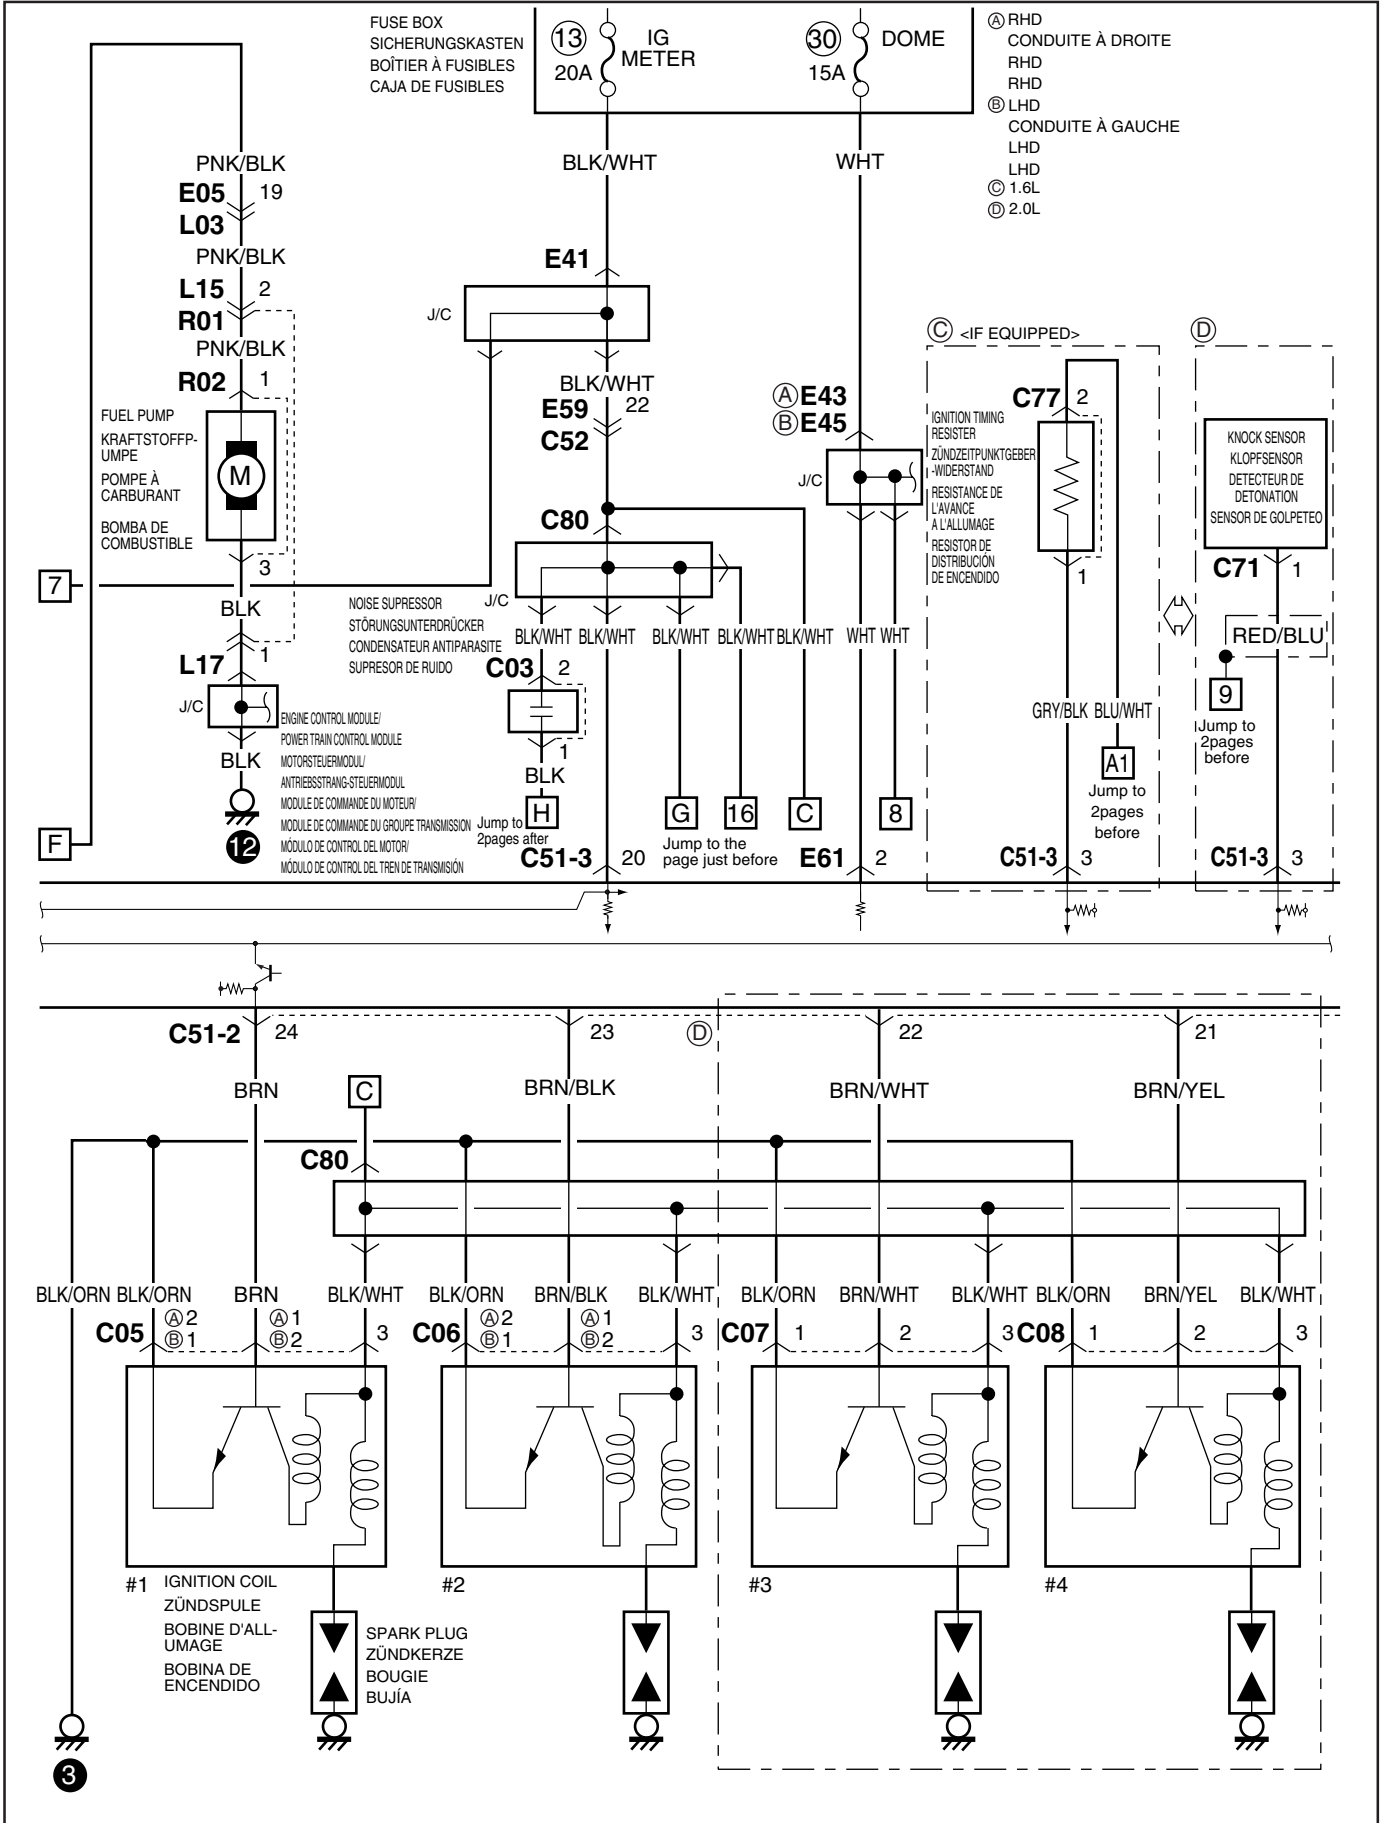 FUSE BOX
SICHERUNGSKASTEN
BOÎTIER À FUSIBLES
CAJA DE FUSIBLES
13
20A
IG
METER
30
15A
DOME
Ⓐ RHD
CONDUITE À DROITE
RHD
RHD
Ⓑ LHD
CONDUITE À GAUCHE
LHD
LHD
Ⓒ 1.6L
Ⓓ 2.0L
PNK/BLK
BLK/WHT
WHT
E05 19
L03
PNK/BLK
L15 2
R01
PNK/BLK
R02 1
FUEL PUMP
KRAFTSTOFFP-
UMPE
POMPE À
CARBURANT
BOMBA DE
COMBUSTIBLE
M
3
7
BLK
1
L17
J/C
BLK
12
F
E41
J/C
BLK/WHT
E59 22
C52
C80
J/C
NOISE SUPRESSOR
STÖRUNGSUNTERDRÜCKER
CONDENSATEUR ANTIPARASITE
SUPRESOR DE RUIDO
BLK/WHT BLK/WHT BLK/WHT BLK/WHT BLK/WHT WHT WHT
C03 2
1
BLK
H
Jump to
2pages after
G
16
C
8
Jump to the
page just before
C51-3 20
E61 2
ENGINE CONTROL MODULE/
POWER TRAIN CONTROL MODULE
MOTORSTEUERMODUL/
ANTRIEBSSTRANG-STEUERMODUL
MODULE DE COMMANDE DU MOTEUR/
MODULE DE COMMANDE DU GROUPE TRANSMISSION
MÓDULO DE CONTROL DEL MOTOR/
MÓDULO DE CONTROL DEL TREN DE TRANSMISIÓN
Ⓐ E43
Ⓑ E45
J/C
Ⓒ <IF EQUIPPED>
C77 2
IGNITION TIMING
RESISTER
ZÜNDZEITPUNKTGEBER
-WIDERSTAND
RESISTANCE DE
L'AVANCE
A L'ALLUMAGE
RESISTOR DE
DISTRIBUCIÓN
DE ENCENDIDO
1
GRY/BLK BLU/WHT
A1
Jump to
2pages
before
C51-3 3
Ⓓ
KNOCK SENSOR
KLOPFSENSOR
DETECTEUR DE
DETONATION
SENSOR DE GOLPETEO
C71 1
RED/BLU
9
Jump to
2pages
before
C51-3 3
C51-2 24 23 Ⓓ 22 21
BRN C BRN/BLK BRN/WHT BRN/YEL
C80
BLK/ORN BLK/ORN BRN BLK/WHT BLK/ORN BRN/BLK BLK/WHT BLK/ORN BRN/WHT BLK/WHT BLK/ORN BRN/YEL BLK/WHT
Ⓐ2 Ⓐ1 Ⓐ2 Ⓐ1
C05 Ⓑ1 Ⓑ2 3 C06 Ⓑ1 Ⓑ2 3 C07 1 2 3 C08 1 2 3
#1 #2 #3 #4
IGNITION COIL
ZÜNDSPULE
BOBINE D'ALL-
UMAGE
BOBINA DE
ENCENDIDO
SPARK PLUG
ZÜNDKERZE
BOUGIE
BUJÍA
3